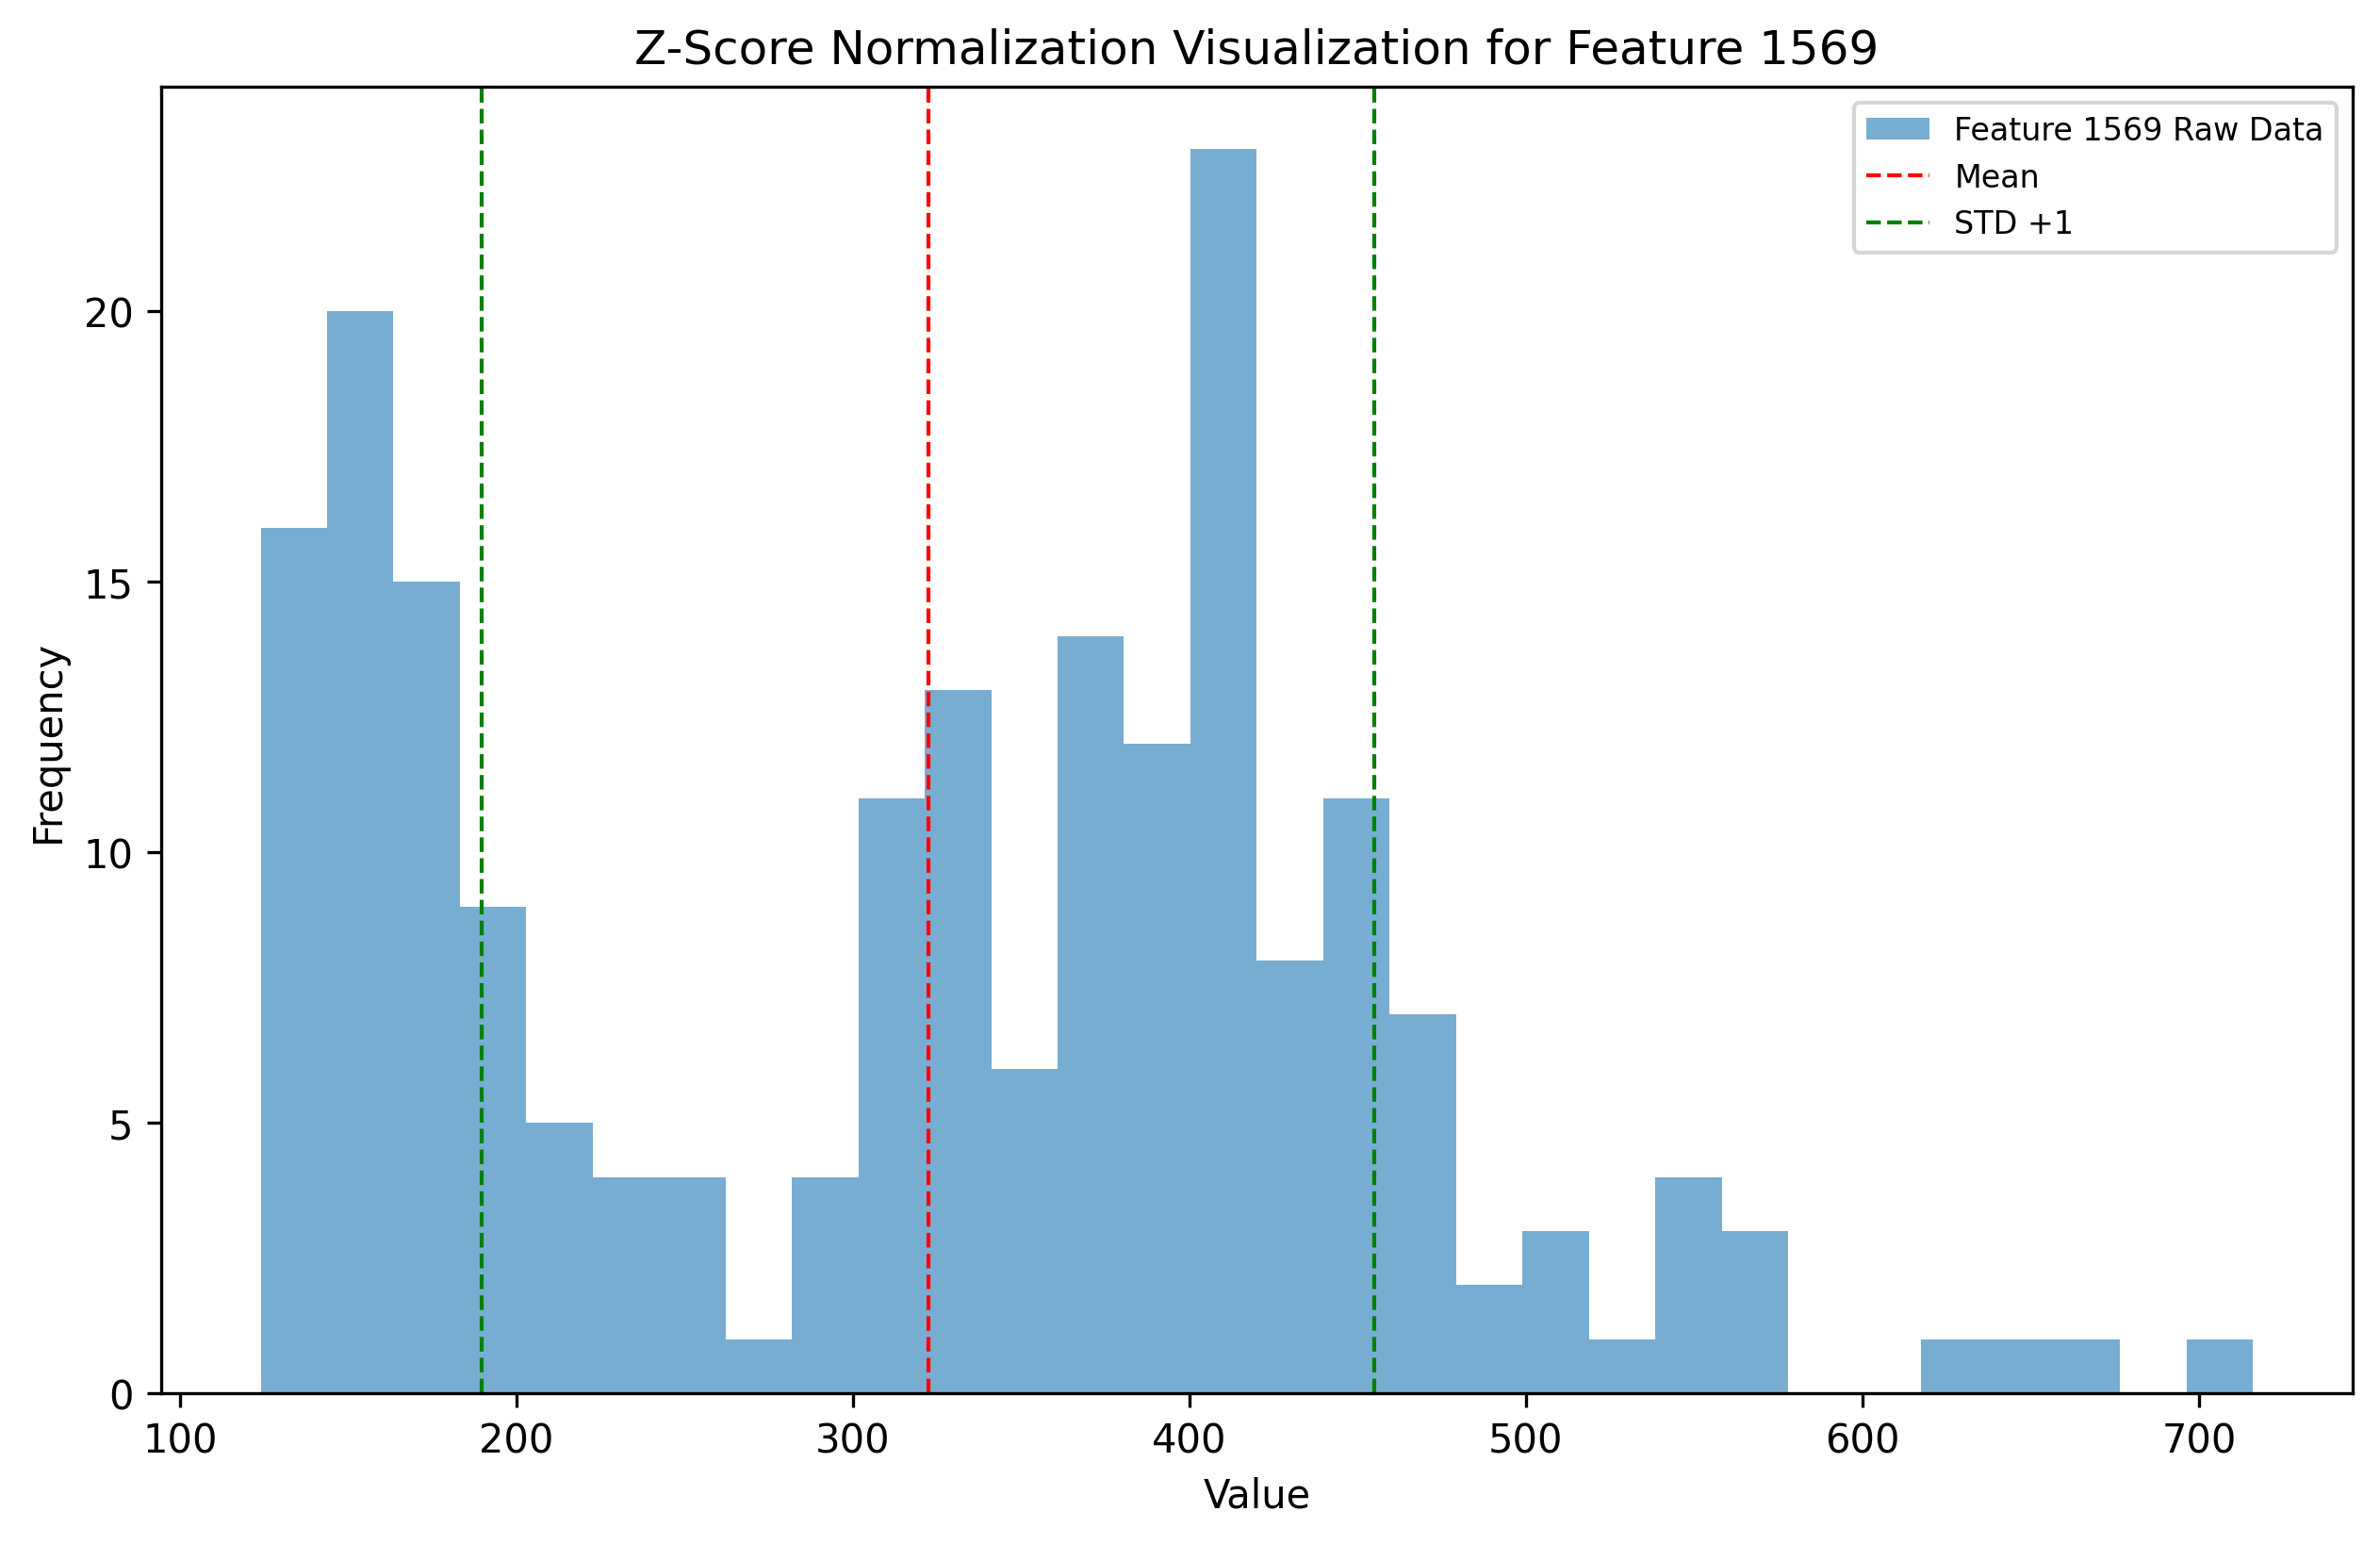 Z-Score Normalization Visualization for Feature 1569
Feature 1569 Raw Data
Mean
STD +1
20
15
10
5
0
Frequency
100 200 300 400 500 600 700
Value